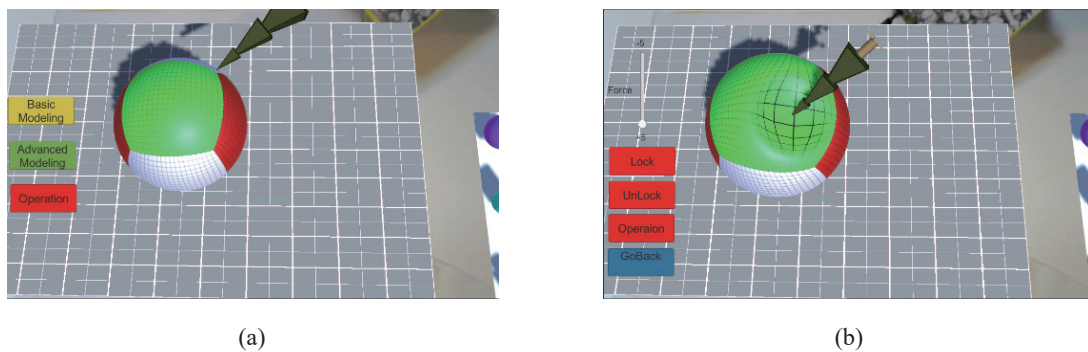 Basic
Modeling
Advanced
Modeling
Operation
-5
Force
+5
Lock
UnLock
Operaion
GoBack
(a)
(b)